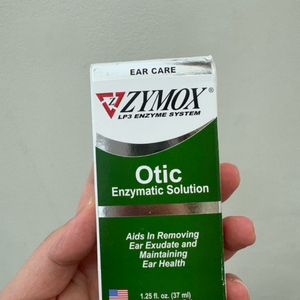 EAR CARE
ZYMOX®
LP3 ENZYME SYSTEM
Otic
Enzymatic Solution
Aids In Removing
Ear Exudate and
Maintaining
Ear Health
1.25 fl. oz. (37 ml)